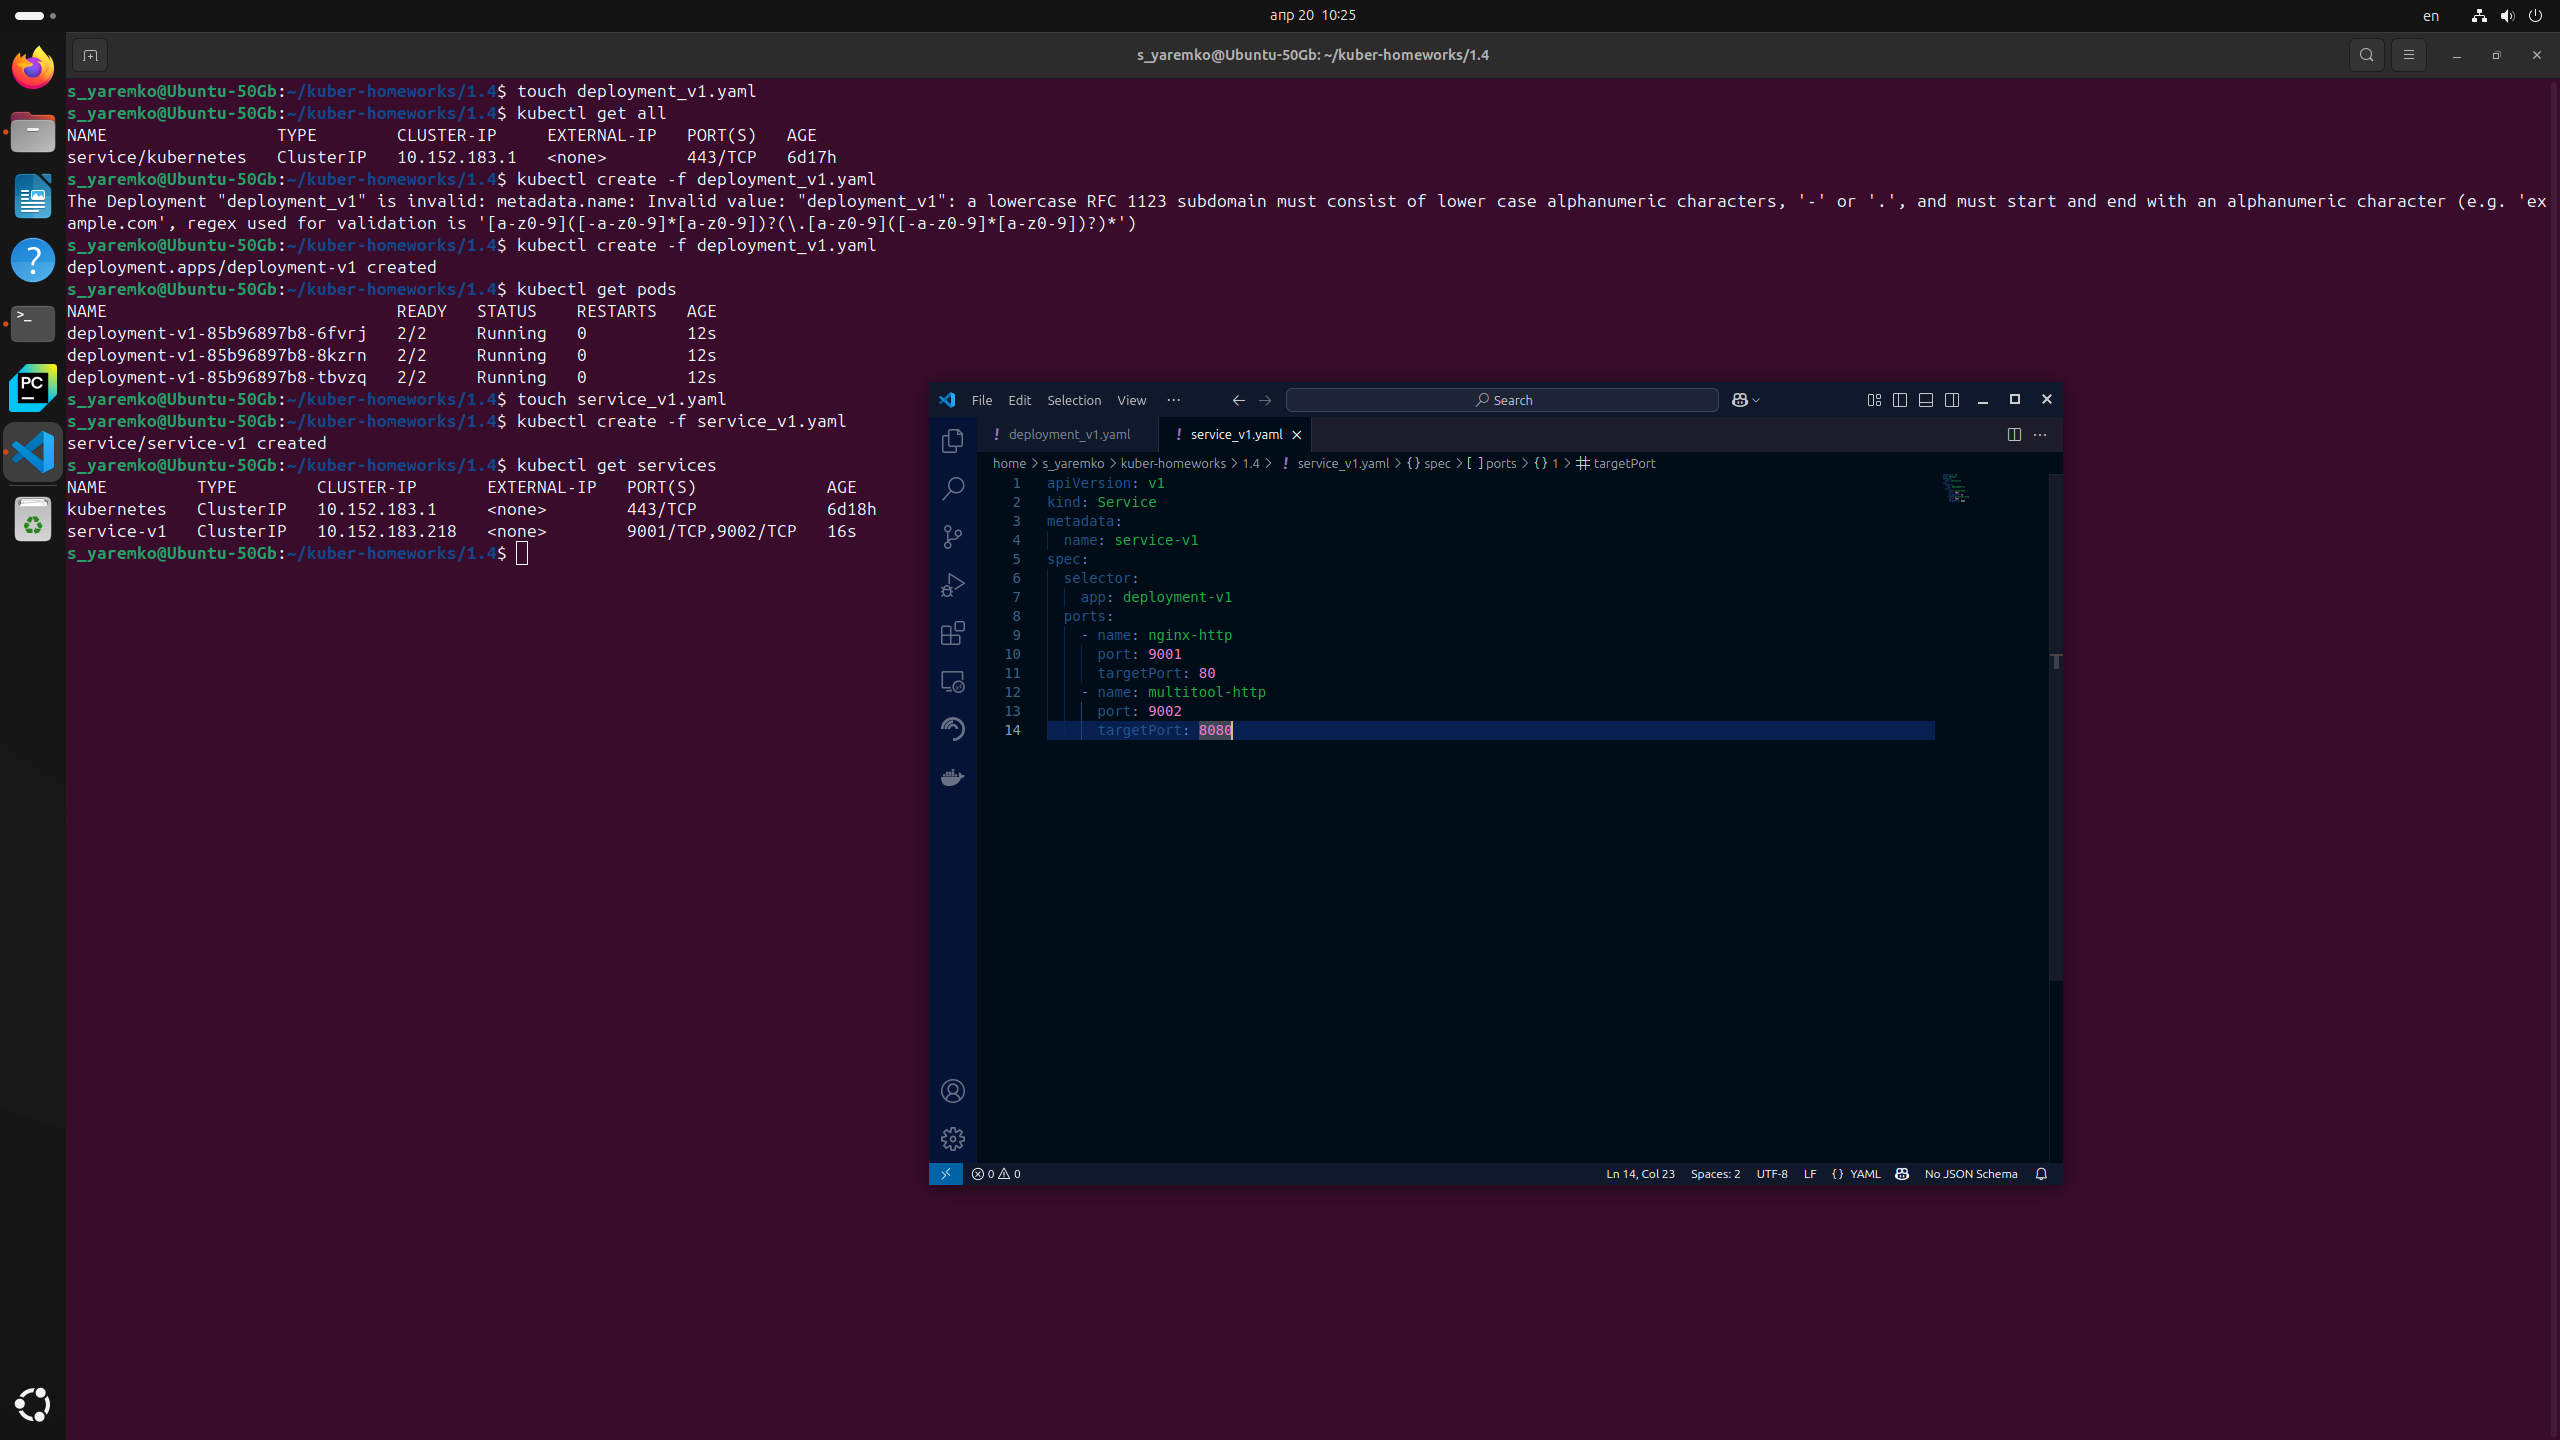 апр 20 10:25
en
s_yaremko@Ubuntu-50Gb: ~/kuber-homeworks/1.4
s_yaremko@Ubuntu-50Gb:~/kuber-homeworks/1.4$ touch deployment_v1.yaml
s_yaremko@Ubuntu-50Gb:~/kuber-homeworks/1.4$ kubectl get all
NAME                 TYPE        CLUSTER-IP     EXTERNAL-IP   PORT(S)   AGE
service/kubernetes   ClusterIP   10.152.183.1   <none>        443/TCP   6d17h
s_yaremko@Ubuntu-50Gb:~/kuber-homeworks/1.4$ kubectl create -f deployment_v1.yaml
The Deployment "deployment_v1" is invalid: metadata.name: Invalid value: "deployment_v1": a lowercase RFC 1123 subdomain must consist of lower case alphanumeric characters, '-' or '.', and must start and end with an alphanumeric character (e.g. 'ex
ample.com', regex used for validation is '[a-z0-9]([-a-z0-9]*[a-z0-9])?(\.[a-z0-9]([-a-z0-9]*[a-z0-9])?)*')
s_yaremko@Ubuntu-50Gb:~/kuber-homeworks/1.4$ kubectl create -f deployment_v1.yaml
deployment.apps/deployment-v1 created
s_yaremko@Ubuntu-50Gb:~/kuber-homeworks/1.4$ kubectl get pods
NAME                             READY   STATUS    RESTARTS   AGE
deployment-v1-85b96897b8-6fvrj   2/2     Running   0          12s
deployment-v1-85b96897b8-8kzrn   2/2     Running   0          12s
deployment-v1-85b96897b8-tbvzq   2/2     Running   0          12s
s_yaremko@Ubuntu-50Gb:~/kuber-homeworks/1.4$ touch service_v1.yaml
s_yaremko@Ubuntu-50Gb:~/kuber-homeworks/1.4$ kubectl create -f service_v1.yaml
service/service-v1 created
s_yaremko@Ubuntu-50Gb:~/kuber-homeworks/1.4$ kubectl get services
NAME         TYPE        CLUSTER-IP       EXTERNAL-IP   PORT(S)             AGE
kubernetes   ClusterIP   10.152.183.1     <none>        443/TCP             6d18h
service-v1   ClusterIP   10.152.183.218   <none>        9001/TCP,9002/TCP   16s
s_yaremko@Ubuntu-50Gb:~/kuber-homeworks/1.4$
PC
File Edit Selection View ··· Search
! deployment_v1.yaml ! service_v1.yaml
home > s_yaremko > kuber-homeworks > 1.4 > ! service_v1.yaml > {} spec > [ ] ports > {} 1 > # targetPort
1 apiVersion: v1
2 kind: Service
3 metadata:
4   name: service-v1
5 spec:
6   selector:
7     app: deployment-v1
8   ports:
9     - name: nginx-http
10       port: 9001
11       targetPort: 80
12     - name: multitool-http
13       port: 9002
14       targetPort: 8080
0 0 Ln 14, Col 23 Spaces: 2 UTF-8 LF {} YAML No JSON Schema